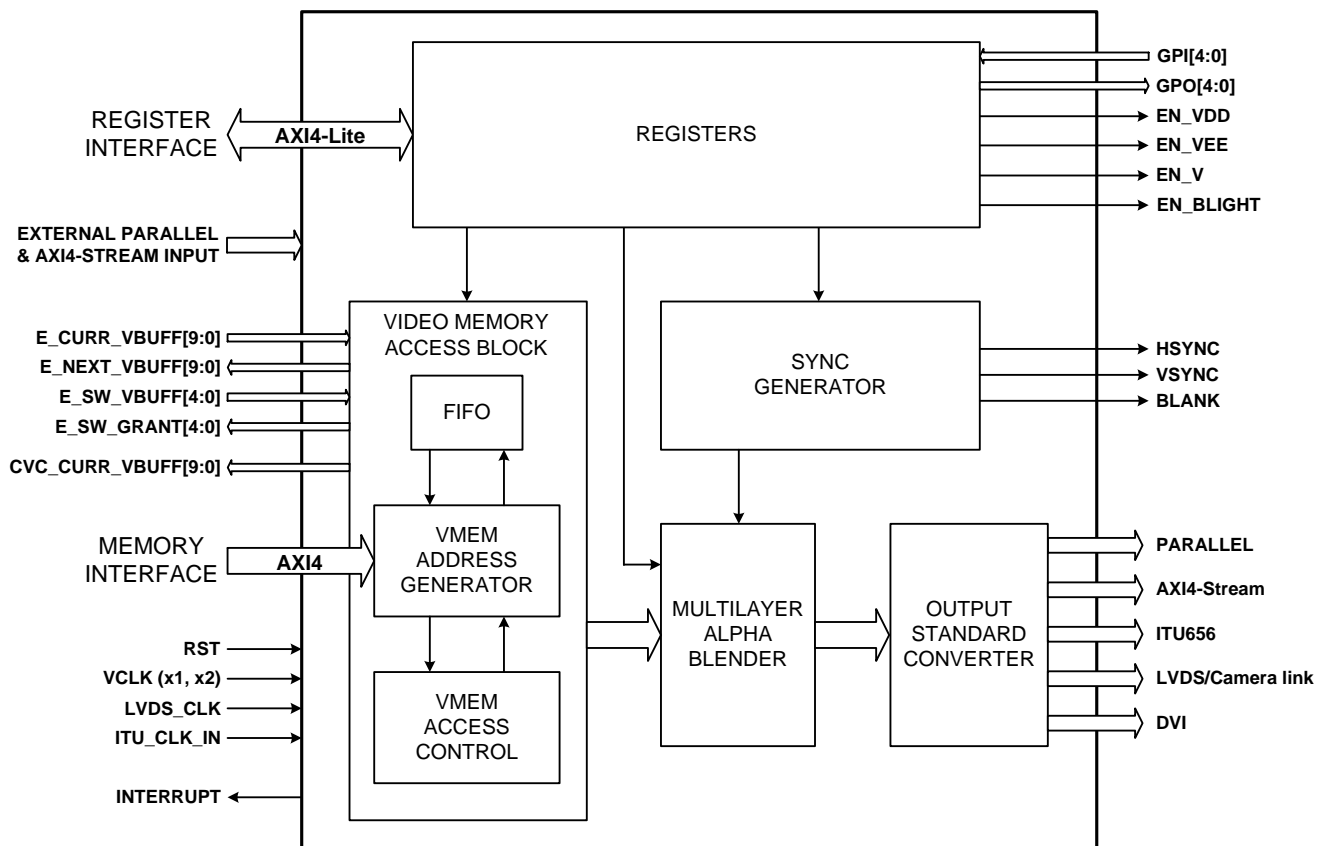 REGISTER
INTERFACE
AXI4-Lite
REGISTERS
GPI[4:0]
GPO[4:0]
EN_VDD
EN_VEE
EN_V
EN_BLIGHT
EXTERNAL PARALLEL
& AXI4-STREAM INPUT
E_CURR_VBUFF[9:0]
E_NEXT_VBUFF[9:0]
E_SW_VBUFF[4:0]
E_SW_GRANT[4:0]
CVC_CURR_VBUFF[9:0]
VIDEO MEMORY
ACCESS BLOCK
FIFO
SYNC
GENERATOR
HSYNC
VSYNC
BLANK
MEMORY
INTERFACE
AXI4
VMEM
ADDRESS
GENERATOR
VMEM
ACCESS
CONTROL
MULTILAYER
ALPHA
BLENDER
OUTPUT
STANDARD
CONVERTER
PARALLEL
AXI4-Stream
ITU656
LVDS/Camera link
DVI
RST
VCLK (x1, x2)
LVDS_CLK
ITU_CLK_IN
INTERRUPT